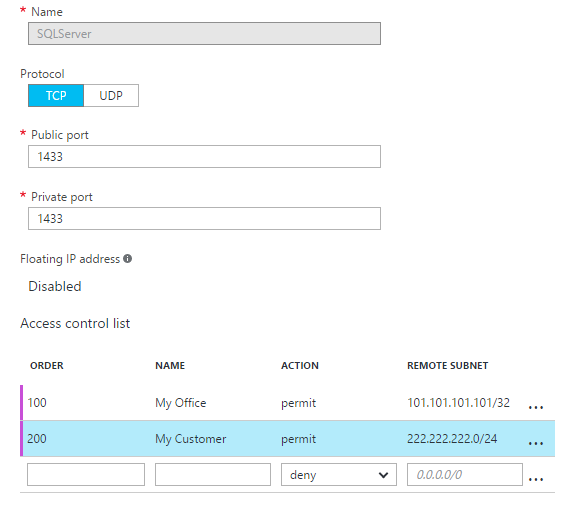 * Name
SQLServer
Protocol
TCP UDP
* Public port
1433
* Private port
1433
Floating IP address
Disabled
Access control list
ORDER NAME ACTION REMOTE SUBNET
100 My Office permit 101.101.101.101/32 ...
200 My Customer permit 222.222.222.0/24 ...
deny 0.0.0.0/0 ...